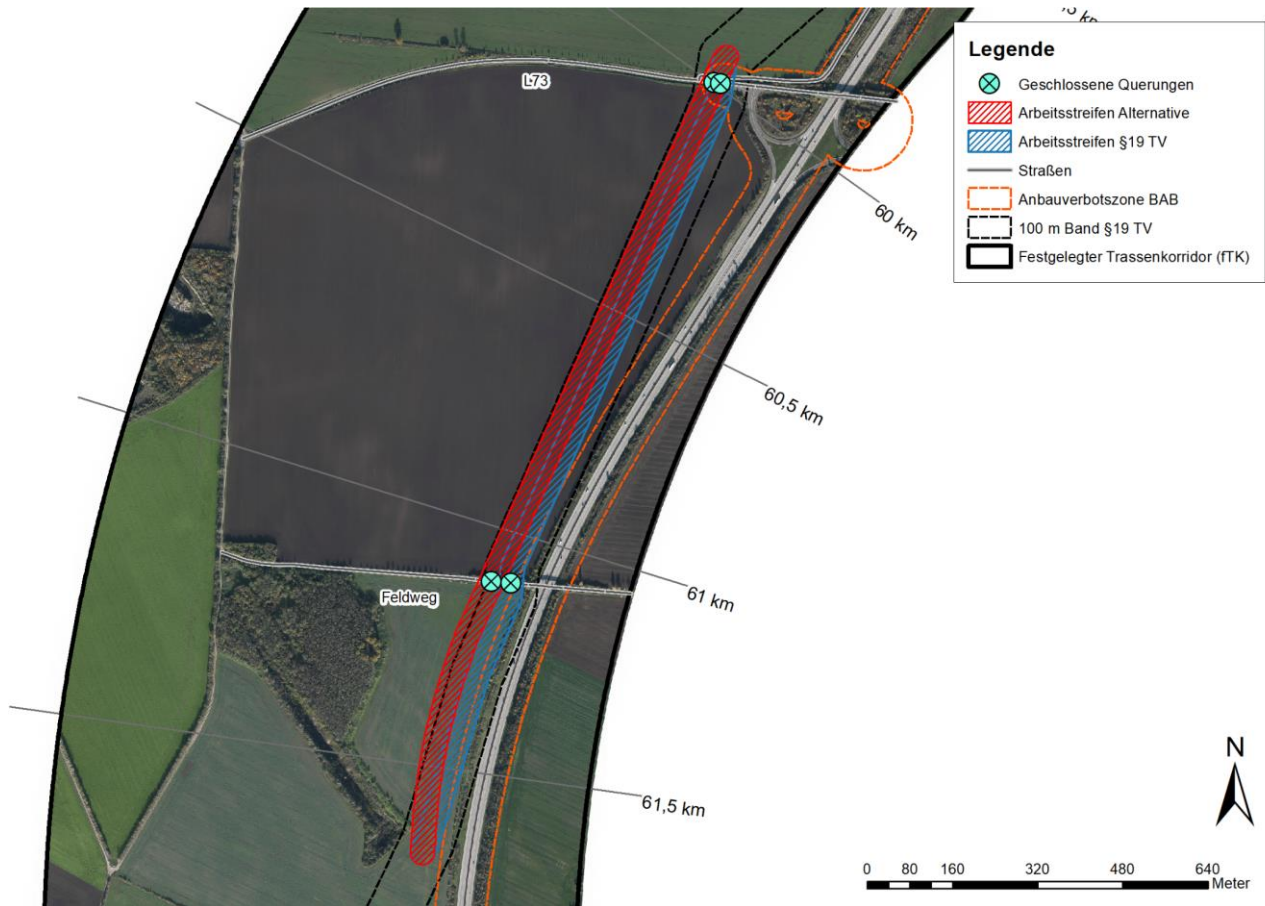 Legende
Geschlossene Querungen
Arbeitsstreifen Alternative
Arbeitsstreifen §19 TV
Straßen
Anbauverbotszone BAB
100 m Band §19 TV
Festgelegter Trassenkorridor (fTK)
L73
60 km
60,5 km
61 km
Feldweg
61,5 km
N
0 80 160 320 480 640
Meter